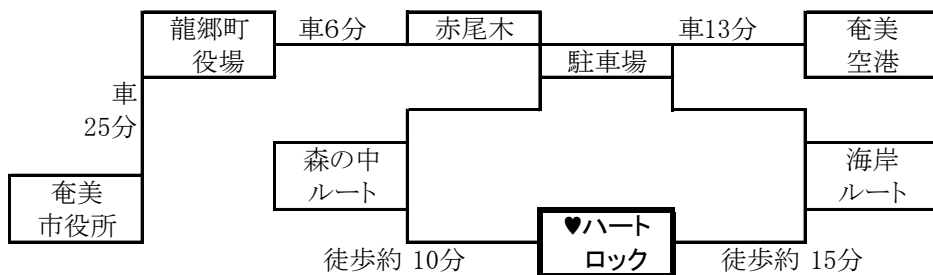 龍郷町
役場
車6分
赤尾木
車13分
奄美
空港
駐車場
車
25分
森の中
ルート
海岸
ルート
奄美
市役所
♥ハート
ロック
徒歩約 10分
徒歩約 15分